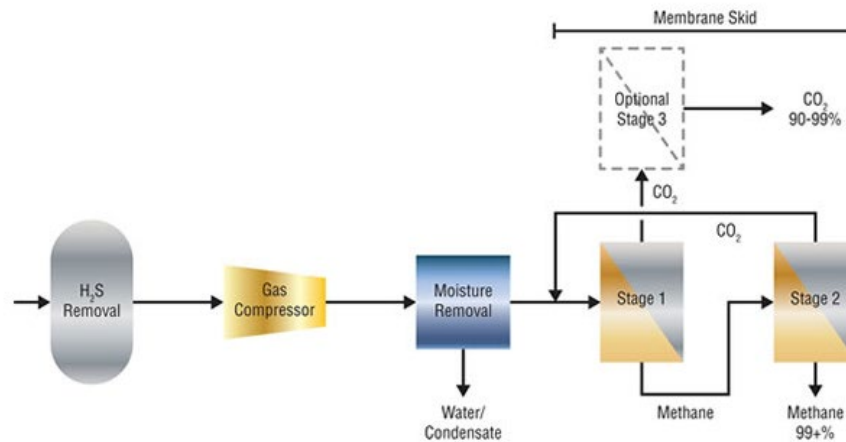 Membrane Skid
Optional
Stage 3
CO₂
90-99%
CO₂
CO₂
H₂S
Removal
Gas
Compressor
Moisture
Removal
Stage 1
Stage 2
Water/
Condensate
Methane
Methane
99+%